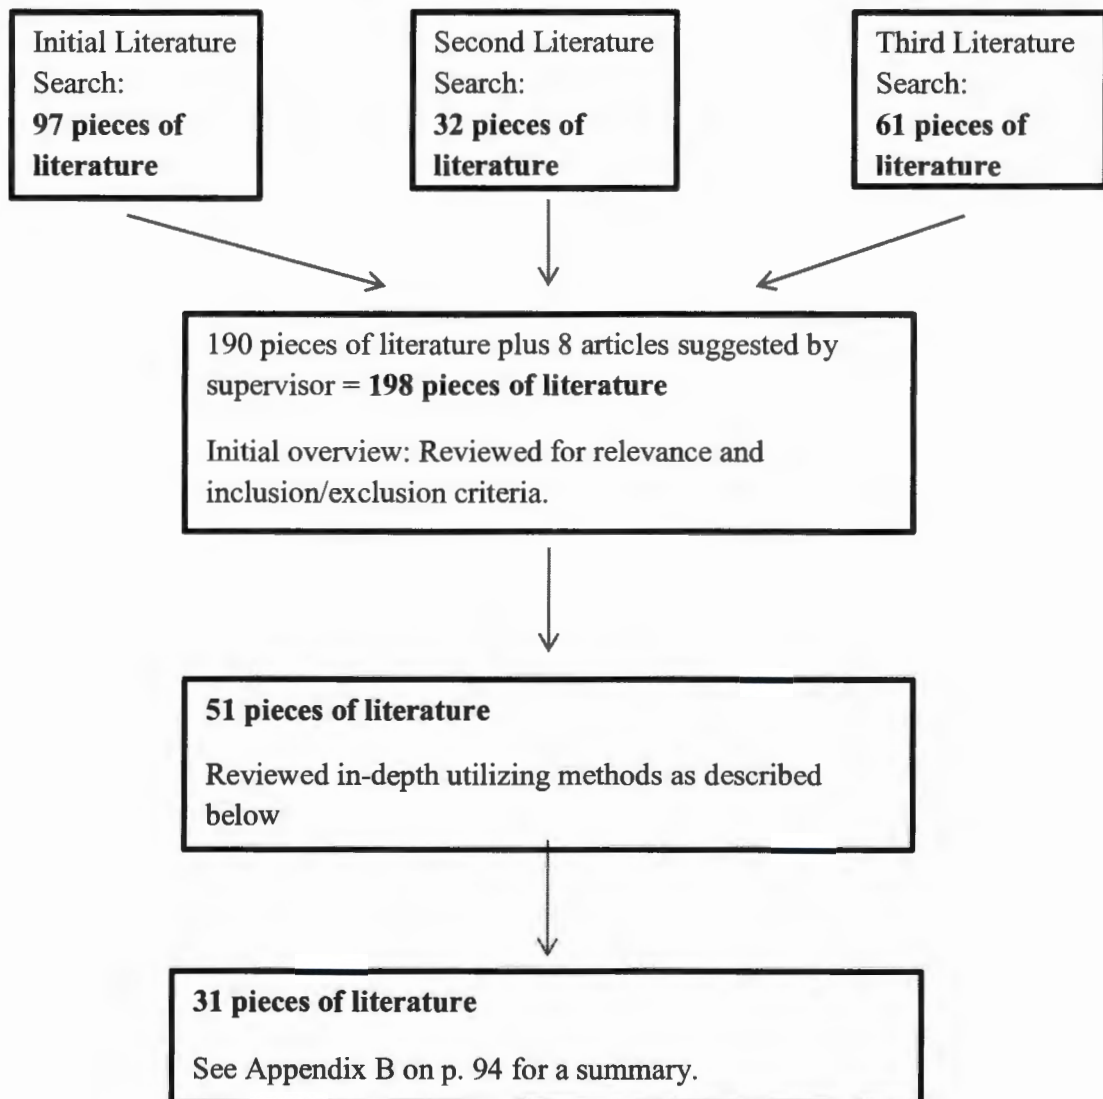 Initial Literature
Search:
97 pieces of
literature
Second Literature
Search:
32 pieces of
literature
Third Literature
Search:
61 pieces of
literature
190 pieces of literature plus 8 articles suggested by
supervisor = 198 pieces of literature
Initial overview: Reviewed for relevance and
inclusion/exclusion criteria.
51 pieces of literature
Reviewed in-depth utilizing methods as described
below
31 pieces of literature
See Appendix B on p. 94 for a summary.